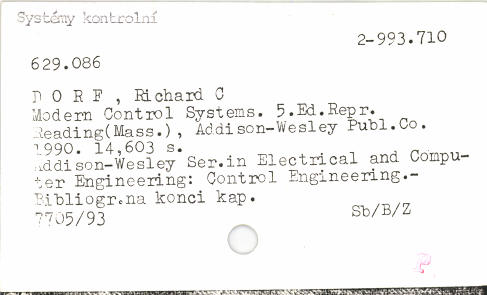 Systémy kontrolní
2-993.710
629.086
D O R F , Richard C
Modern Control Systems. 5.Ed.Repr.
Reading(Mass.), Addison-Wesley Publ.Co.
1990. 14,603 s.
Addison-Wesley Ser.in Electrical and Compu-
ter Engineering: Control Engineering.-
Bibliogr.na konci kap.
7705/93
Sb/B/Z
P